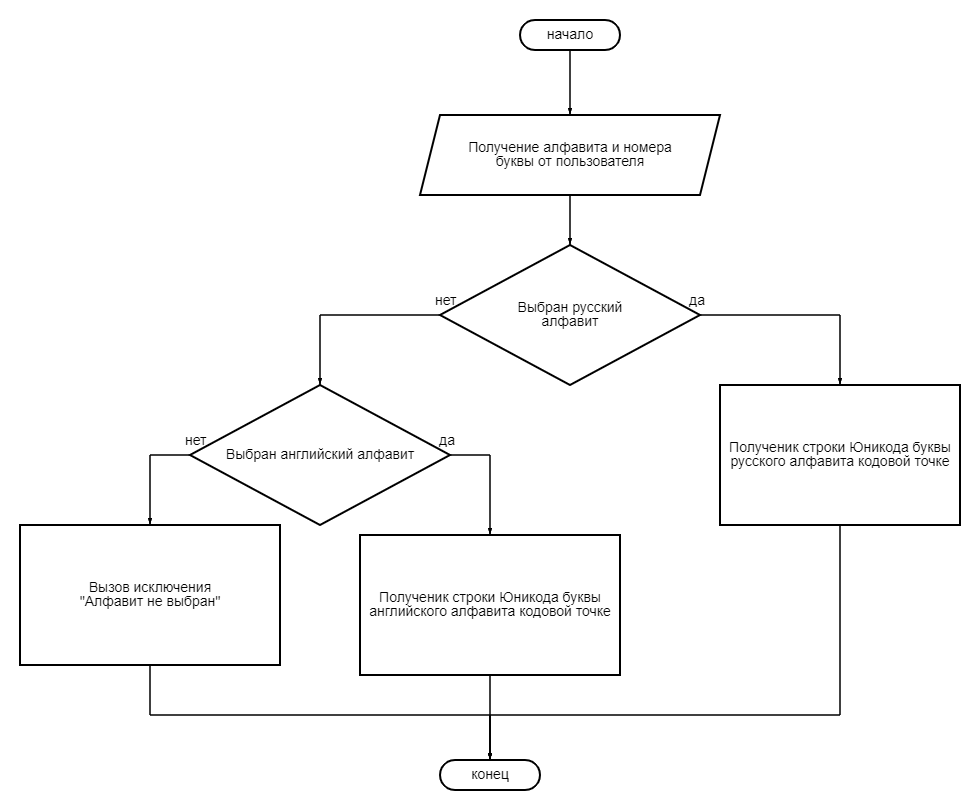 начало
Получение алфавита и номера
буквы от пользователя
нет
да
Выбран русский
алфавит
нет
да
Выбран английский алфавит
Полученик строки Юникода буквы
русского алфавита кодовой точке
Вызов исключения
"Алфавит не выбран"
Полученик строки Юникода буквы
английского алфавита кодовой точке
конец